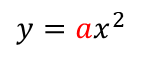 y = ax²